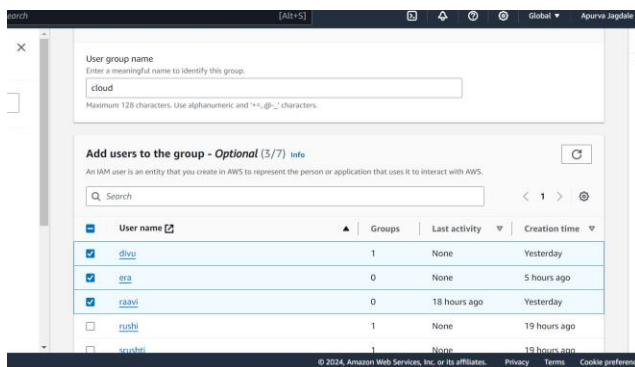 earch [Alt+S] Global Apurva Jagdale
User group name
Enter a meaningful name to identify this group.
cloud
Maximum 128 characters. Use alphanumeric and '+=,.@-_' characters.
Add users to the group - Optional (3/7) Info
An IAM user is an entity that you create in AWS to represent the person or application that uses it to interact with AWS.
Search 1
User name Groups Last activity Creation time
divu 1 None Yesterday
era 0 None 5 hours ago
raavi 0 18 hours ago Yesterday
rushi 1 None 19 hours ago
srushti 1 None 19 hours ago
© 2024, Amazon Web Services, Inc. or its affiliates. Privacy Terms Cookie preferen